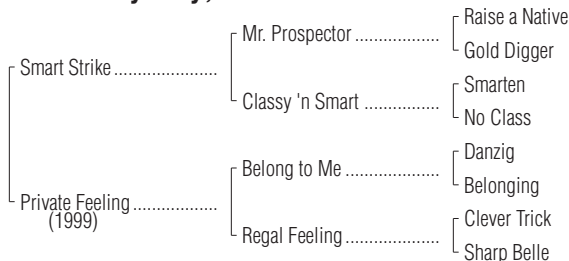 Raise a Native
Mr. Prospector ..................
Gold Digger
Smart Strike ......................
Smarten
Classy 'n Smart ................
No Class
Danzig
Belong to Me ....................
Belonging
Private Feeling ..................
(1999)
Clever Trick
Regal Feeling ....................
Sharp Belle